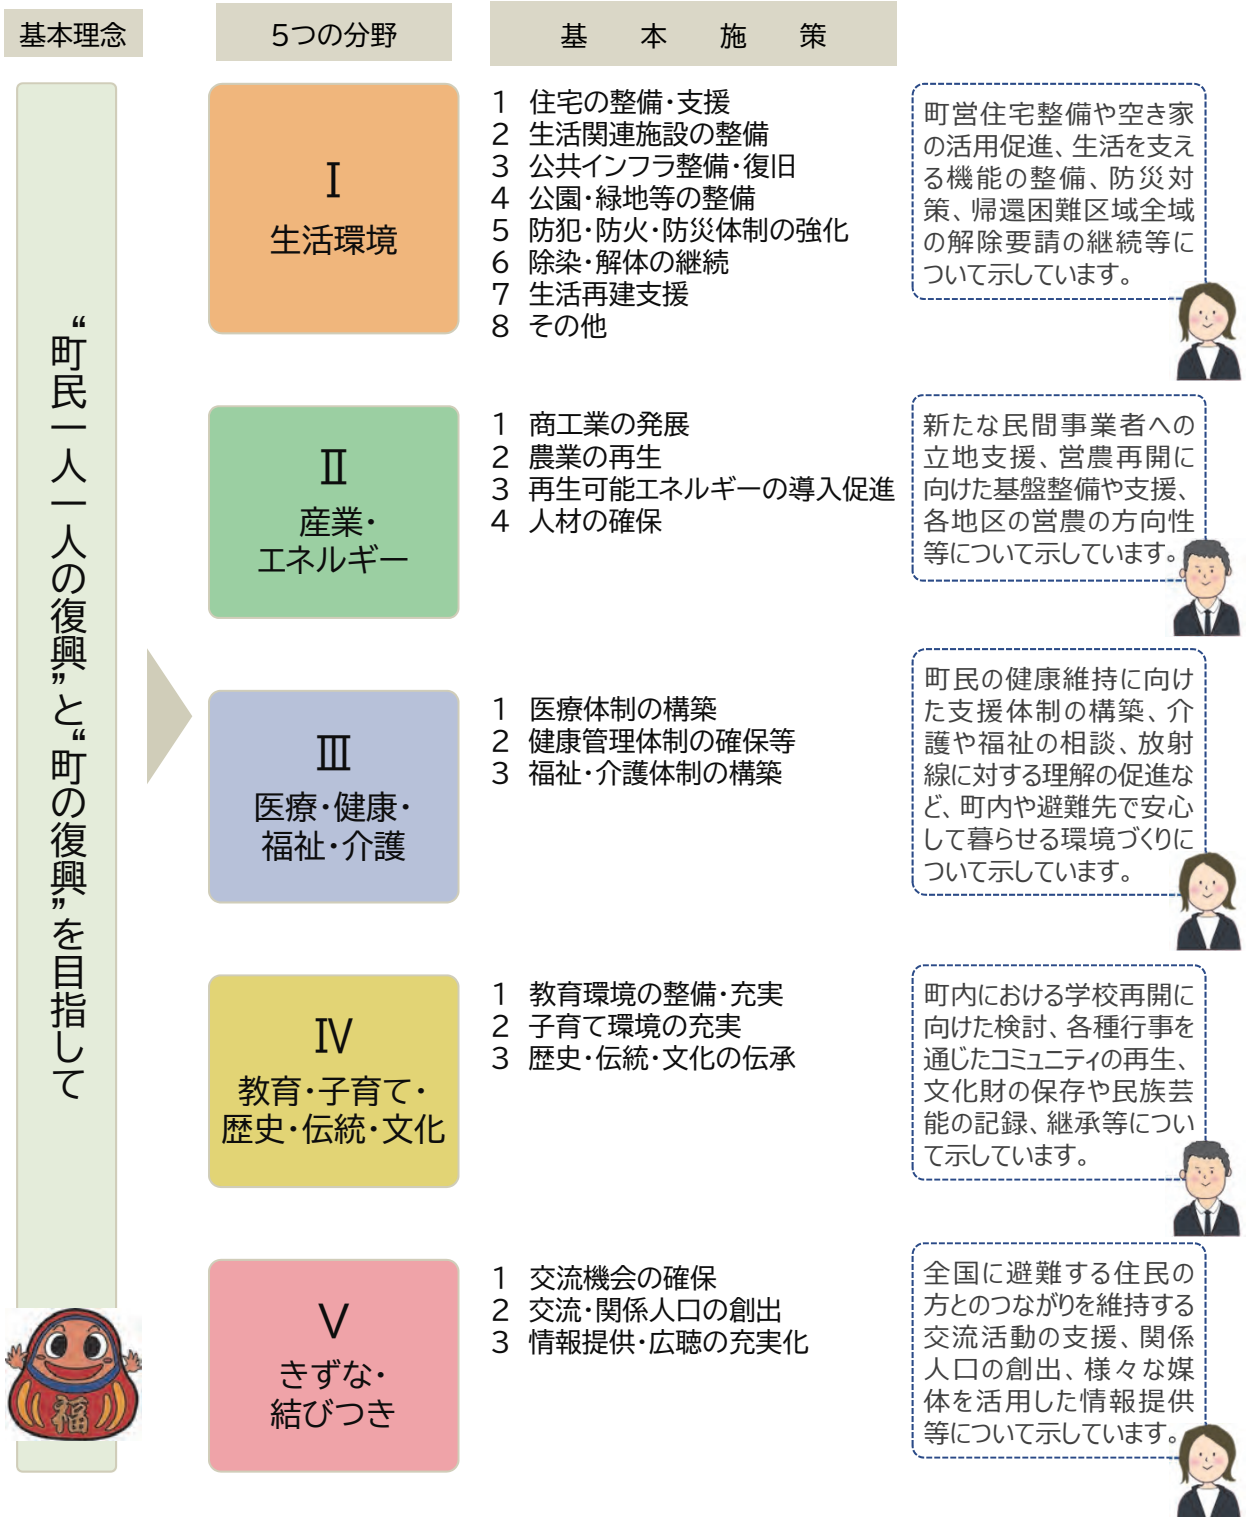 基本理念
5つの分野
基本施策
“町民一人一人の復興”と“町の復興”を目指して
福
Ⅰ
生活環境
1 住宅の整備・支援
2 生活関連施設の整備
3 公共インフラ整備・復旧
4 公園・緑地等の整備
5 防犯・防火・防災体制の強化
6 除染・解体の継続
7 生活再建支援
8 その他
町営住宅整備や空き家
の活用促進、生活を支え
る機能の整備、防災対
策、帰還困難区域全域
の解除要請の継続等に
ついて示しています。
Ⅱ
産業・
エネルギー
1 商工業の発展
2 農業の再生
3 再生可能エネルギーの導入促進
4 人材の確保
新たな民間事業者への
立地支援、営農再開に
向けた基盤整備や支援、
各地区の営農の方向性
等について示しています。
Ⅲ
医療・健康・
福祉・介護
1 医療体制の構築
2 健康管理体制の確保等
3 福祉・介護体制の構築
町民の健康維持に向け
た支援体制の構築、介
護や福祉の相談、放射
線に対する理解の促進な
ど、町内や避難先で安心
して暮らせる環境づくりに
ついて示しています。
Ⅳ
教育・子育て・
歴史・伝統・文化
1 教育環境の整備・充実
2 子育て環境の充実
3 歴史・伝統・文化の伝承
町内における学校再開に
向けた検討、各種行事を
通じたコミュニティの再生、
文化財の保存や民族芸
能の記録、継承等につい
て示しています。
Ⅴ
きずな・
結びつき
1 交流機会の確保
2 交流・関係人口の創出
3 情報提供・広聴の充実化
全国に避難する住民の
方とのつながりを維持する
交流活動の支援、関係
人口の創出、様々な媒
体を活用した情報提供
等について示しています。